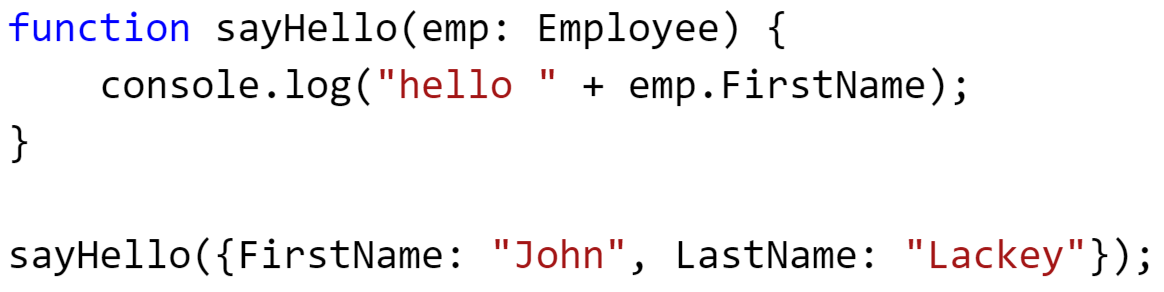 function sayHello(emp: Employee) {
    console.log("hello " + emp.FirstName);
}
sayHello({FirstName: "John", LastName: "Lackey"});